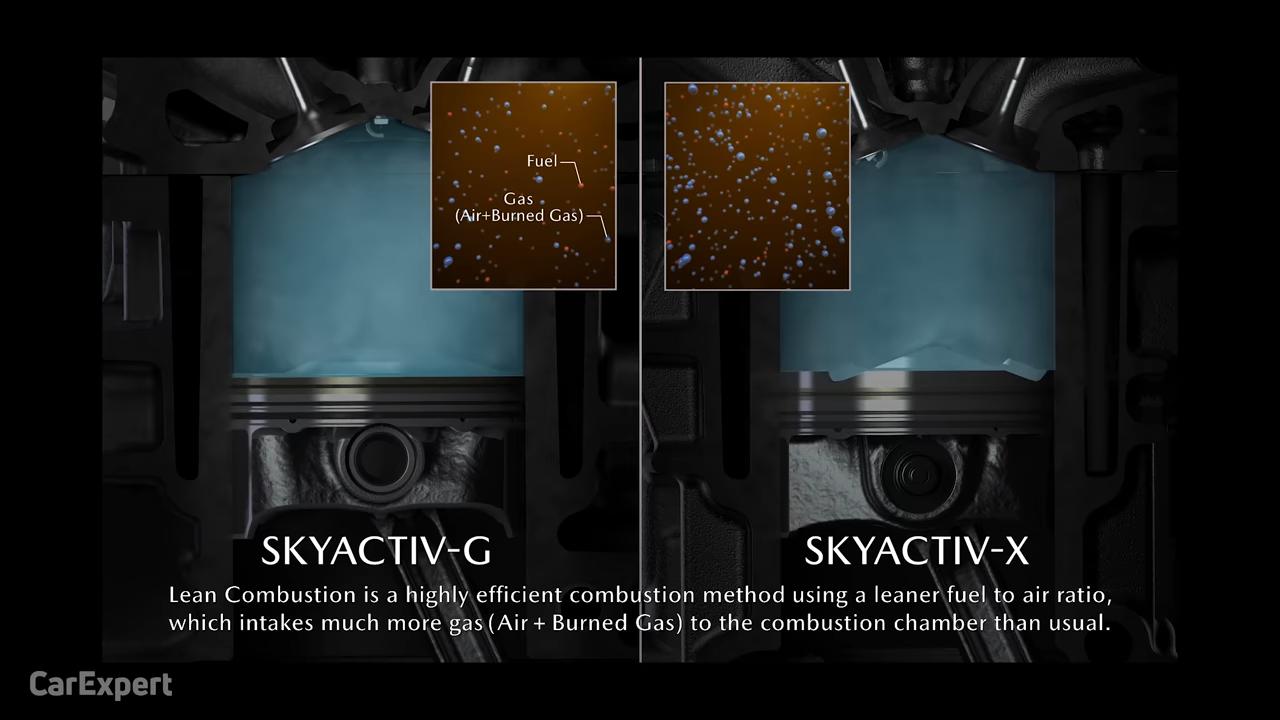 Fuel
Gas
(Air+Burned Gas)
SKYACTIV-G
SKYACTIV-X
Lean Combustion is a highly efficient combustion method using a leaner fuel to air ratio,
which intakes much more gas (Air + Burned Gas) to the combustion chamber than usual.
CarExpert